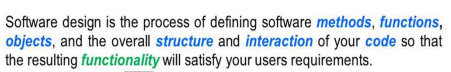 Software design is the process of defining software methods, functions,
objects, and the overall structure and interaction of your code so that
the resulting functionality will satisfy your users requirements.